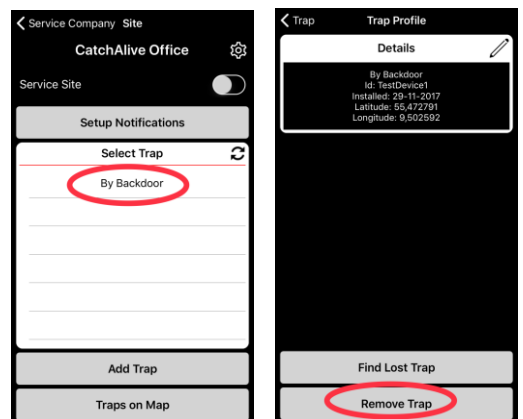 Service Company Site
CatchAlive Office
Service Site
Setup Notifications
Select Trap
By Backdoor
Add Trap
Traps on Map
Trap
Trap Profile
Details
By Backdoor
Id: TestDevice1
Installed: 29-11-2017
Latitude: 55,472791
Longitude: 9,502592
Find Lost Trap
Remove Trap